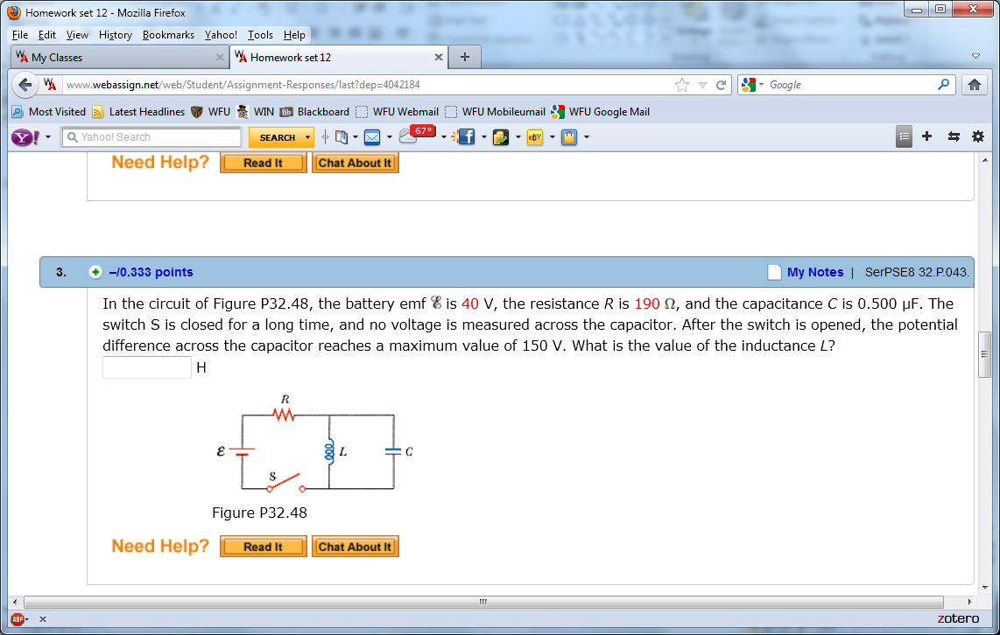 Homework set 12 - Mozilla Firefox
File Edit View History Bookmarks Yahoo! Tools Help
My Classes
Homework set 12
www.webassign.net/web/Student/Assignment-Responses/last?dep=4042184
Google
Most Visited Latest Headlines WFU WIN Bb Blackboard WFU Webmail WFU Mobileumail WFU Google Mail
Y! Yahoo! Search SEARCH 67° f ebY
Need Help? Read It Chat About It
3. –/0.333 points My Notes | SerPSE8 32.P.043.
In the circuit of Figure P32.48, the battery emf ℰ is 40 V, the resistance R is 190 Ω, and the capacitance C is 0.500 µF. The
switch S is closed for a long time, and no voltage is measured across the capacitor. After the switch is opened, the potential
difference across the capacitor reaches a maximum value of 150 V. What is the value of the inductance L?
H
R
ε L C
S
Figure P32.48
Need Help? Read It Chat About It
ABP x zotero